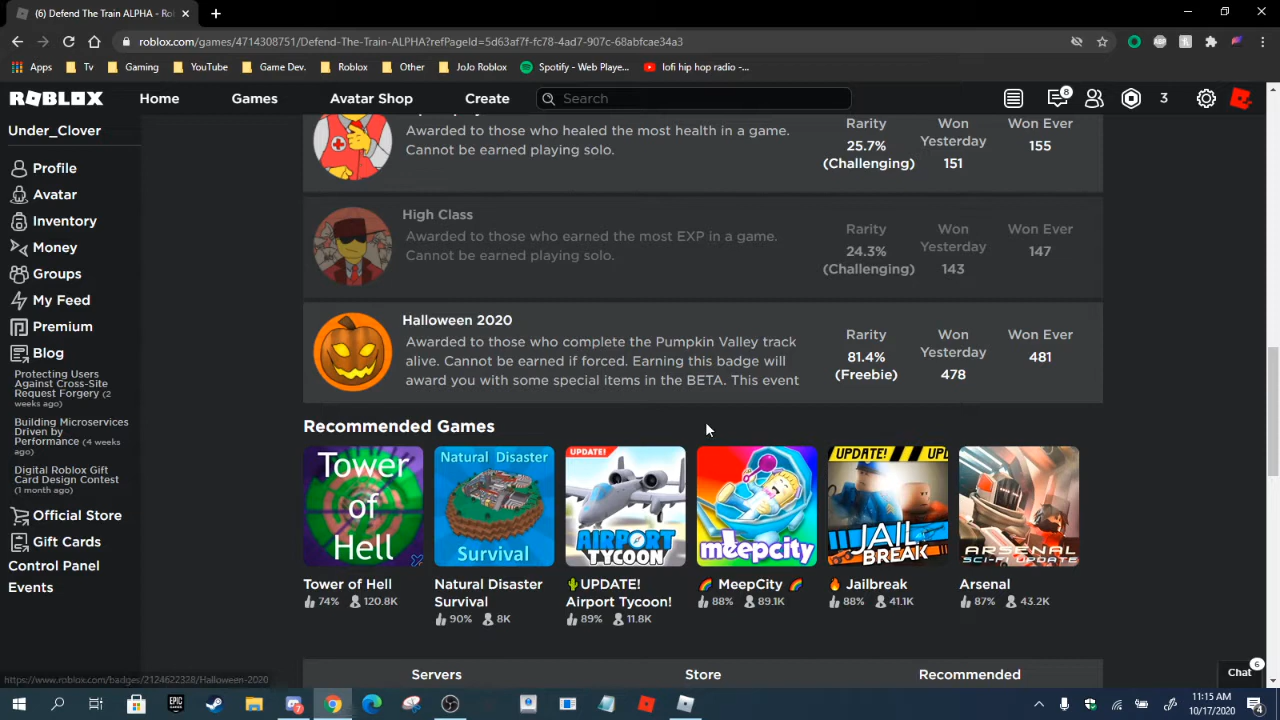 (6) Defend The Train ALPHA - Rol
roblox.com/games/4714308751/Defend-The-Train-ALPHA?refPageId=5d63af7f-fc78-4ad7-907c-68abfcae34a3
Apps Tv Gaming YouTube Game Dev. Roblox Other JoJo Roblox Spotify - Web Playe... lofi hip hop radio -...
ROBLOX Home Games Avatar Shop Create Search 8 3
Under_Clover
Profile
Avatar
Inventory
Money
Groups
My Feed
Premium
Blog
Protecting Users
Against Cross-Site
Request Forgery (2
weeks ago)
Building Microservices
Driven by
Performance (4 weeks
ago)
Digital Roblox Gift
Card Design Contest
(1 month ago)
Official Store
Gift Cards
Control Panel
Events
Awarded to those who healed the most health in a game.
Cannot be earned playing solo.
Rarity
25.7%
(Challenging)
Won
Yesterday
151
Won Ever
155
High Class
Awarded to those who earned the most EXP in a game.
Cannot be earned playing solo.
Rarity
24.3%
(Challenging)
Won
Yesterday
143
Won Ever
147
Halloween 2020
Awarded to those who complete the Pumpkin Valley track
alive. Cannot be earned if forced. Earning this badge will
award you with some special items in the BETA. This event
Rarity
81.4%
(Freebie)
Won
Yesterday
478
Won Ever
481
Recommended Games
Tower
of
Hell
Tower of Hell
74% 120.8K
Natural Disaster
Survival
Natural Disaster
Survival
90% 8K
UPDATE!
AIRPORT
TYCOON
🌵UPDATE!
Airport Tycoon!
89% 11.8K
meepcity
🌈 MeepCity 🌈
88% 89.1K
UPDATE! UPD
JAIL
BREAK
🔥 Jailbreak
88% 41.1K
ARSENAL
SCI-FI UPDATE
Arsenal
87% 43.2K
Servers Store Recommended
https://www.roblox.com/badges/2124622328/Halloween-2020
Chat 6
EPIC
GAMES
7
11:15 AM
10/17/2020
4